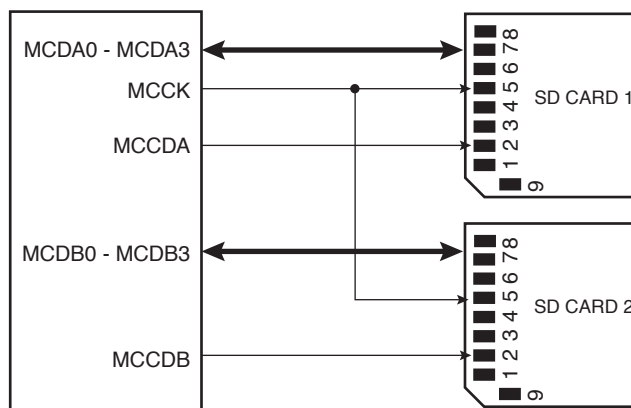 MCDA0 - MCDA3
MCCK
MCCDA
MCDB0 - MCDB3
MCCDB
1 2 3 4 5 6 7 8
9
SD CARD 1
1 2 3 4 5 6 7 8
9
SD CARD 2